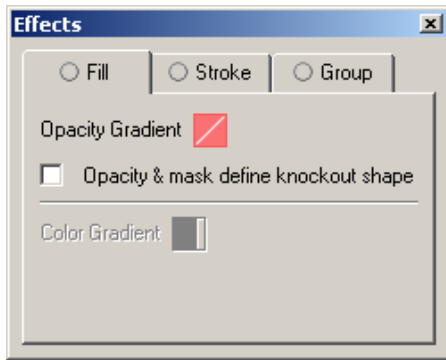 Effects
Fill Stroke Group
Opacity Gradient
Opacity & mask define knockout shape
Color Gradient